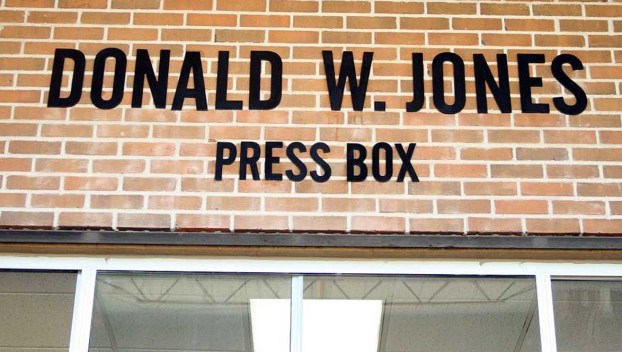 DONALD W. JONES
PRESS BOX